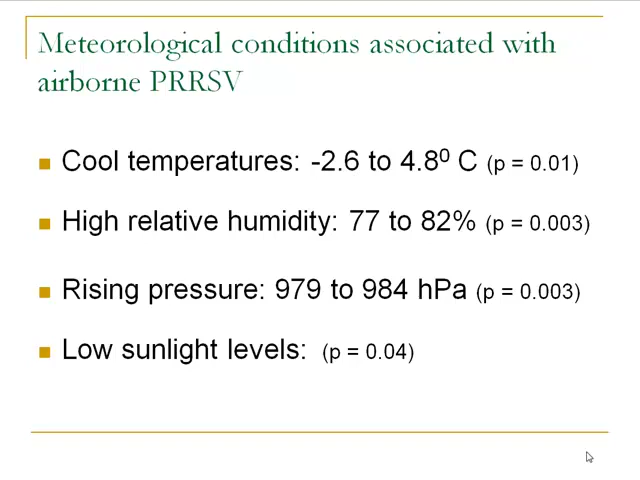 Meteorological conditions associated with
airborne PRRSV
Cool temperatures: -2.6 to 4.8⁰ C (p = 0.01)
High relative humidity: 77 to 82% (p = 0.003)
Rising pressure: 979 to 984 hPa (p = 0.003)
Low sunlight levels: (p = 0.04)